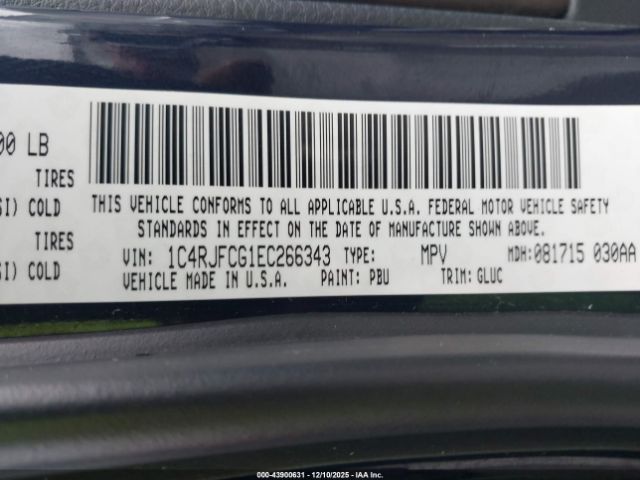 00 LB
TIRES
SI) COLD
TIRES
SI) COLD
THIS VEHICLE CONFORMS TO ALL APPLICABLE U.S.A. FEDERAL MOTOR VEHICLE SAFETY
STANDARDS IN EFFECT ON THE DATE OF MANUFACTURE SHOWN ABOVE.
VIN: 1C4RJFCG1EC266343 TYPE: MPV MDH:081715 030AA
VEHICLE MADE IN U.S.A. PAINT: PBU TRIM: GLUC
000-43900631 - 12/10/2025 - IAA Inc.